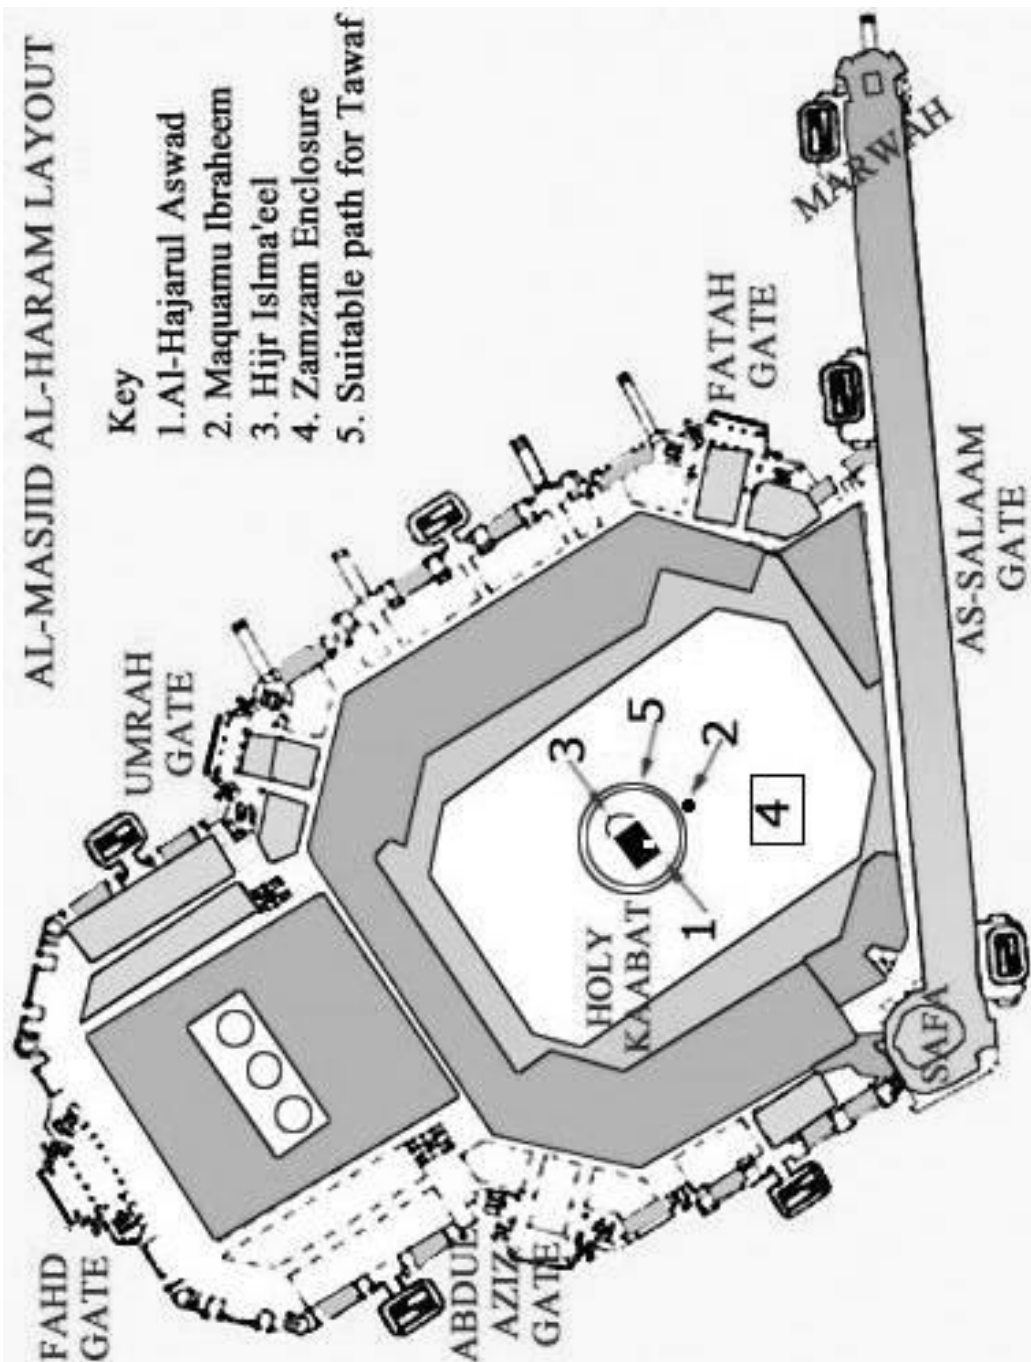 AL-MASJID AL-HARAM LAYOUT
Key
1.Al-Hajarul Aswad
2. Maquamu Ibraheem
3. Hijr Islma'eel
4. Zamzam Enclosure
5. Suitable path for Tawaf
MARWAH
FATAH
GATE
UMRAH
GATE
AS-SALAAM
GATE
3
5
2
4
1
HOLY
KAABAT
SAFA
FAHD
GATE
ABDUL
AZIZ
GATE